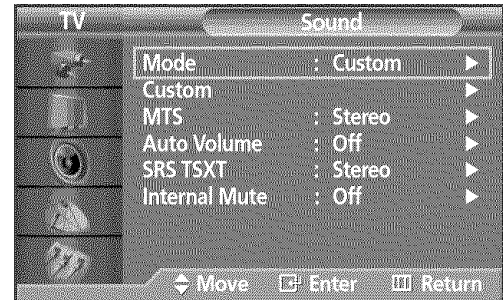 TV Sound
Mode : Custom
Custom
MTS : Stereo
Auto Volume : Off
SRS TSXT : Stereo
Internal Mute : Off
Move Enter Return